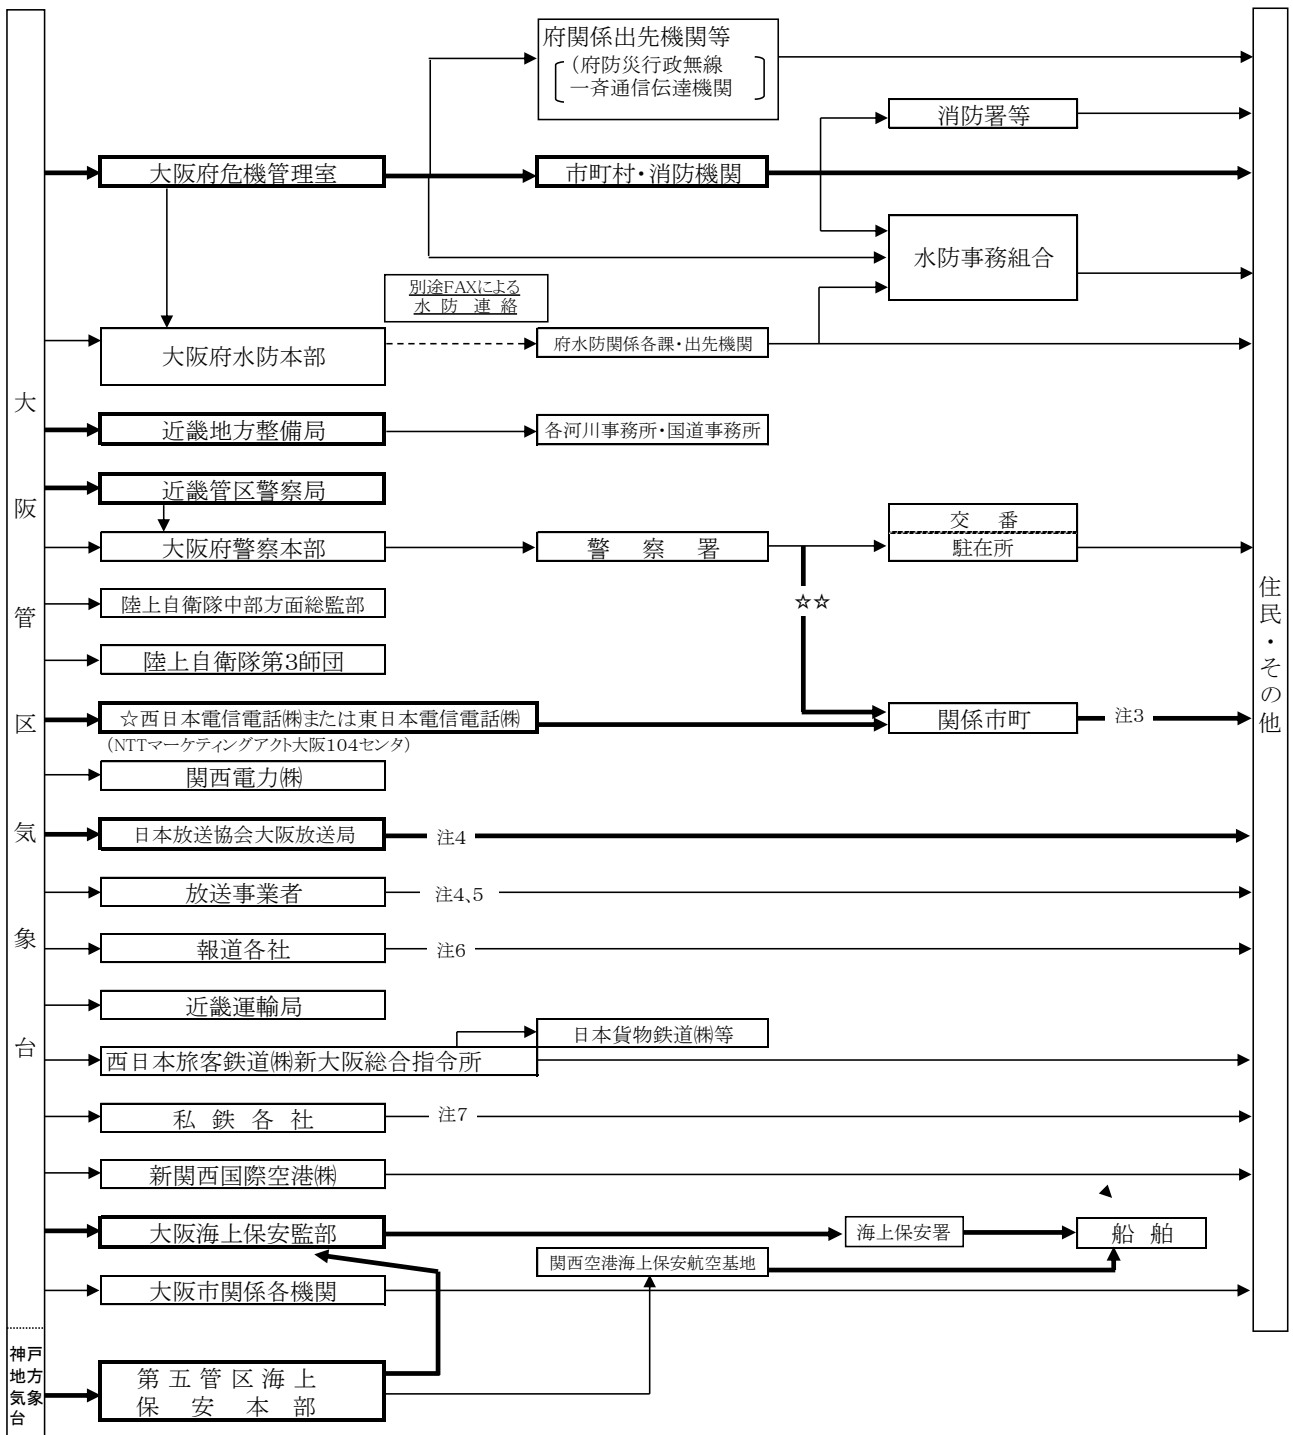 大阪管区気象台
神戸
地方
気象
台
府関係出先機関等
（府防災行政無線
一斉通信伝達機関
消防署等
大阪府危機管理室
市町村・消防機関
水防事務組合
別途FAXによる
水 防 連 絡
大阪府水防本部
府水防関係各課・出先機関
近畿地方整備局
各河川事務所・国道事務所
近畿管区警察局
大阪府警察本部
警 察 署
交 番
駐在所
陸上自衛隊中部方面総監部
☆☆
陸上自衛隊第3師団
☆西日本電信電話㈱または東日本電信電話㈱
（NTTマーケティングアクト大阪104センタ）
関係市町
注3
関西電力㈱
日本放送協会大阪放送局
注4
放送事業者
注4、5
報道各社
注6
近畿運輸局
日本貨物鉄道㈱等
西日本旅客鉄道㈱新大阪総合指令所
私 鉄 各 社
注7
新関西国際空港㈱
大阪海上保安監部
海上保安署
船 舶
関西空港海上保安航空基地
大阪市関係各機関
第 五 管 区 海 上
保 安 本 部
住民・その他